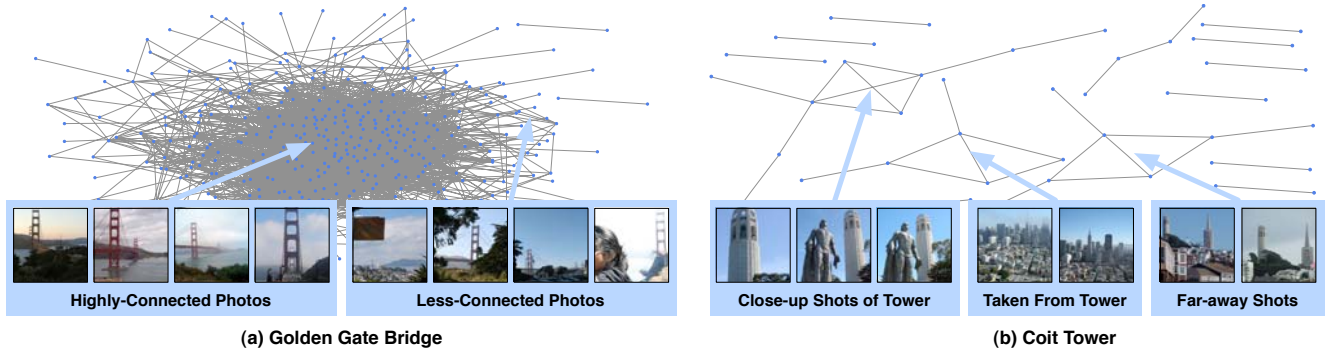 Highly-Connected Photos
Less-Connected Photos
(a) Golden Gate Bridge
Close-up Shots of Tower
Taken From Tower
Far-away Shots
(b) Coit Tower